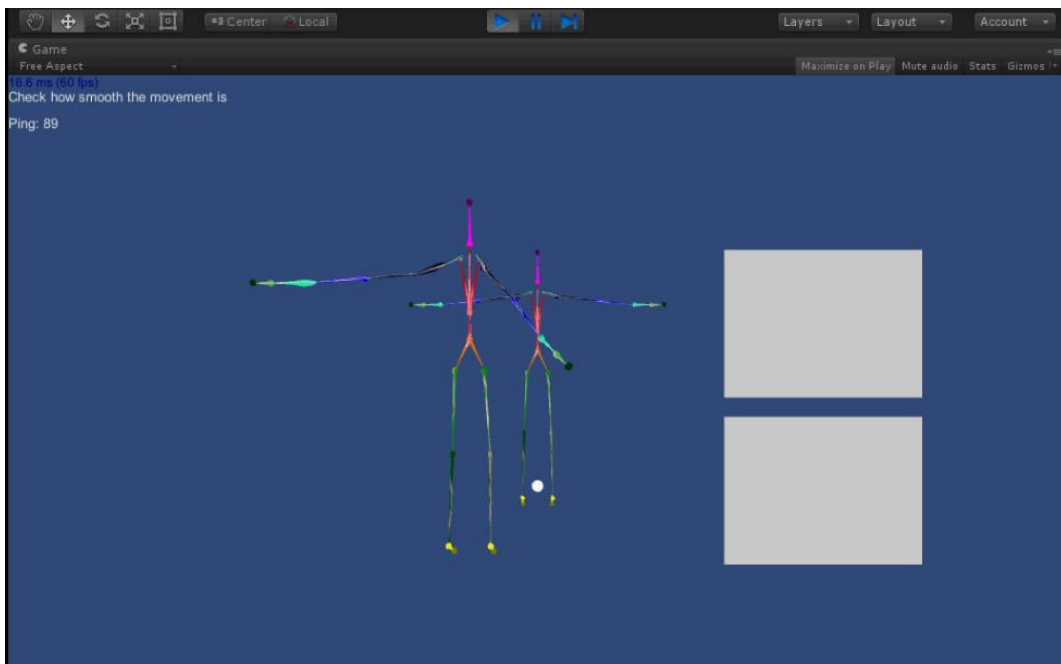 Center Local Layers Layout Account
Game
Free Aspect Maximize on Play Mute audio Stats Gizmos
16.6 ms (60 fps)
Check how smooth the movement is
Ping: 89